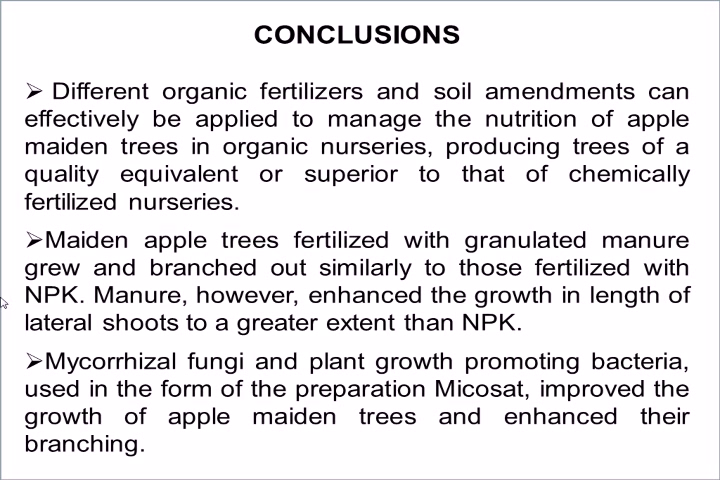 CONCLUSIONS
➢ Different organic fertilizers and soil amendments can
effectively be applied to manage the nutrition of apple
maiden trees in organic nurseries, producing trees of a
quality equivalent or superior to that of chemically
fertilized nurseries.
➢Maiden apple trees fertilized with granulated manure
grew and branched out similarly to those fertilized with
NPK. Manure, however, enhanced the growth in length of
lateral shoots to a greater extent than NPK.
➢Mycorrhizal fungi and plant growth promoting bacteria,
used in the form of the preparation Micosat, improved the
growth of apple maiden trees and enhanced their
branching.